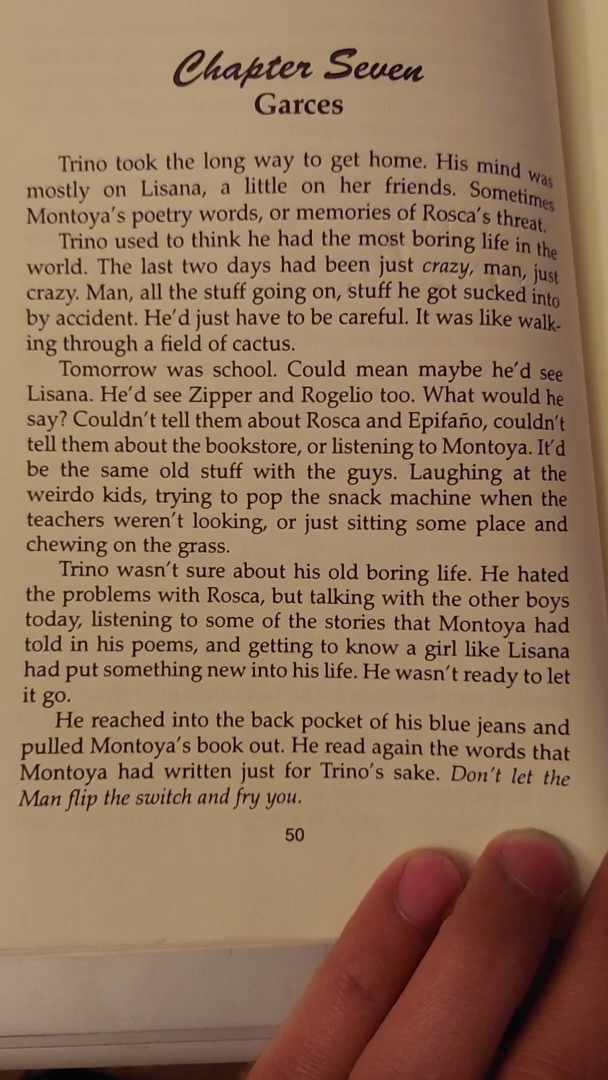 Chapter Seven
Garces
Trino took the long way to get home. His mind was
mostly on Lisana, a little on her friends. Sometimes
Montoya's poetry words, or memories of Rosca's threat.
Trino used to think he had the most boring life in the
world. The last two days had been just crazy, man, just
crazy. Man, all the stuff going on, stuff he got sucked into
by accident. He'd just have to be careful. It was like walk-
ing through a field of cactus.
Tomorrow was school. Could mean maybe he'd see
Lisana. He'd see Zipper and Rogelio too. What would he
say? Couldn't tell them about Rosca and Epifaño, couldn't
tell them about the bookstore, or listening to Montoya. It'd
be the same old stuff with the guys. Laughing at the
weirdo kids, trying to pop the snack machine when the
teachers weren't looking, or just sitting some place and
chewing on the grass.
Trino wasn't sure about his old boring life. He hated
the problems with Rosca, but talking with the other boys
today, listening to some of the stories that Montoya had
told in his poems, and getting to know a girl like Lisana
had put something new into his life. He wasn't ready to let
it go.
He reached into the back pocket of his blue jeans and
pulled Montoya's book out. He read again the words that
Montoya had written just for Trino's sake. Don't let the
Man flip the switch and fry you.
50